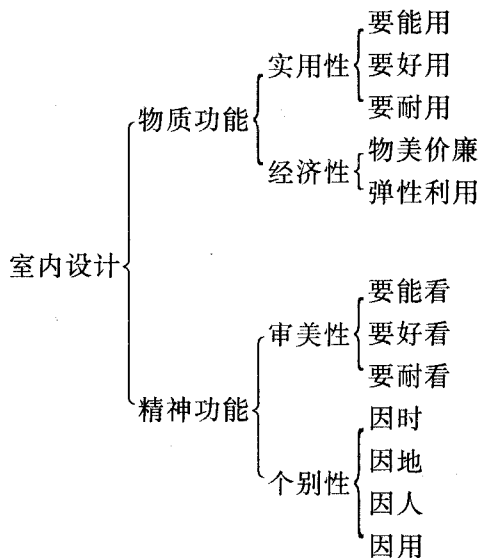 要能用
实用性
要好用
要耐用
物质功能
物美价廉
经济性
弹性利用
室内设计
要能看
审美性
要好看
要耐看
精神功能
因时
因地
个别性
因人
因用